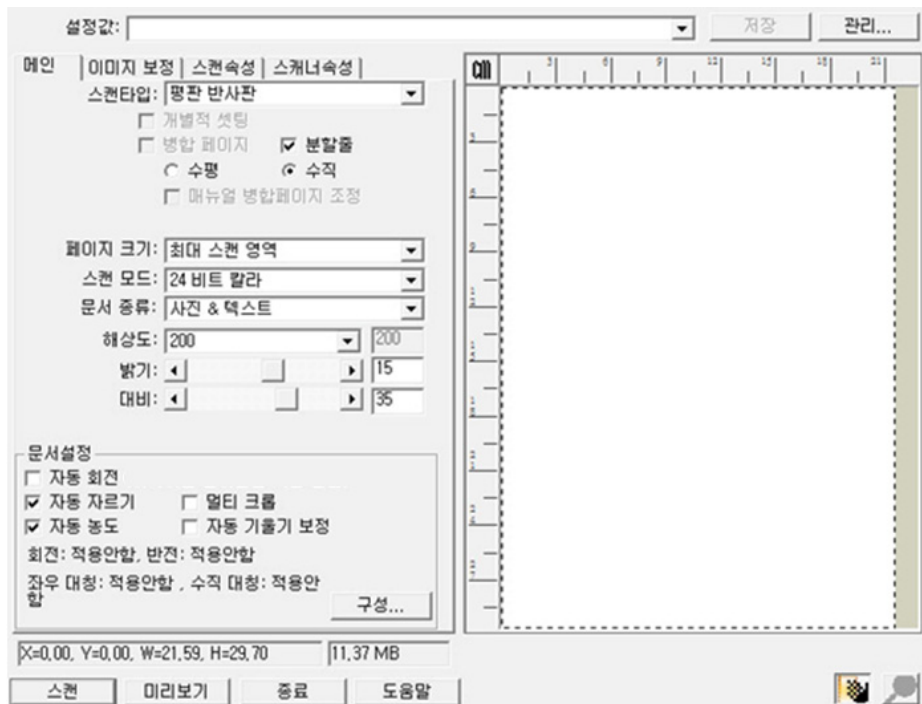 설정값: 저장 관리...
메인 이미지 보정 스캔속성 스캐너속성
스캔타입: 평판 반사판
개별적 셋팅
병합 페이지 분할줄
수평 수직
매뉴얼 병합페이지 조정
페이지 크기: 최대 스캔 영역
스캔 모드: 24 비트 칼라
문서 종류: 사진 & 텍스트
해상도: 200 200
밝기: 15
대비: 35
문서설정
자동 회전
자동 자르기 멀티 크롭
자동 농도 자동 기울기 보정
회전: 적용안함, 반전: 적용안함
좌우 대칭: 적용안함 , 수직 대칭: 적용안
함
구성...
X=0,00, Y=0,00, W=21,59, H=29,70 11,37 MB
스캔 미리보기 종료 도움말
cm 3 6 9 12 15 18 21